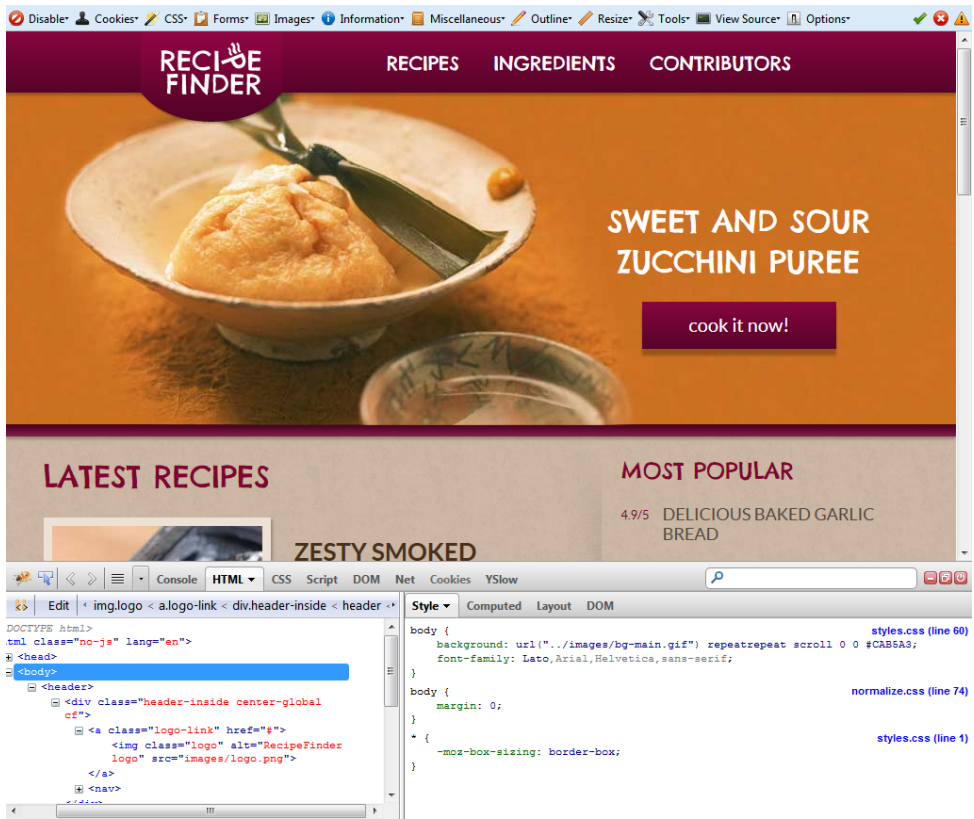 Disable Cookies CSS Forms Images Information Miscellaneous Outline Resize Tools View Source Options
RECIPE
FINDER
RECIPES INGREDIENTS CONTRIBUTORS
SWEET AND SOUR
ZUCCHINI PUREE
cook it now!
LATEST RECIPES
MOST POPULAR
4.9/5 DELICIOUS BAKED GARLIC
BREAD
ZESTY SMOKED
Console HTML CSS Script DOM Net Cookies YSlow
Edit img.logo < a.logo-link < div.header-inside < header
Style Computed Layout DOM
DOCTYPE html>
tml class="no-js" lang="en">
<head>
<body>
<header>
<div class="header-inside center-global
cf">
<a class="logo-link" href="#">
<img class="logo" alt="RecipeFinder
logo" src="images/logo.png">
</a>
<nav>
</div>
body { styles.css (line 60)
background: url("../images/bg-main.gif") repeatrepeat scroll 0 0 #CAB5A3;
font-family: Lato,Arial,Helvetica,sans-serif;
}
body { normalize.css (line 74)
margin: 0;
}
* { styles.css (line 1)
-moz-box-sizing: border-box;
}